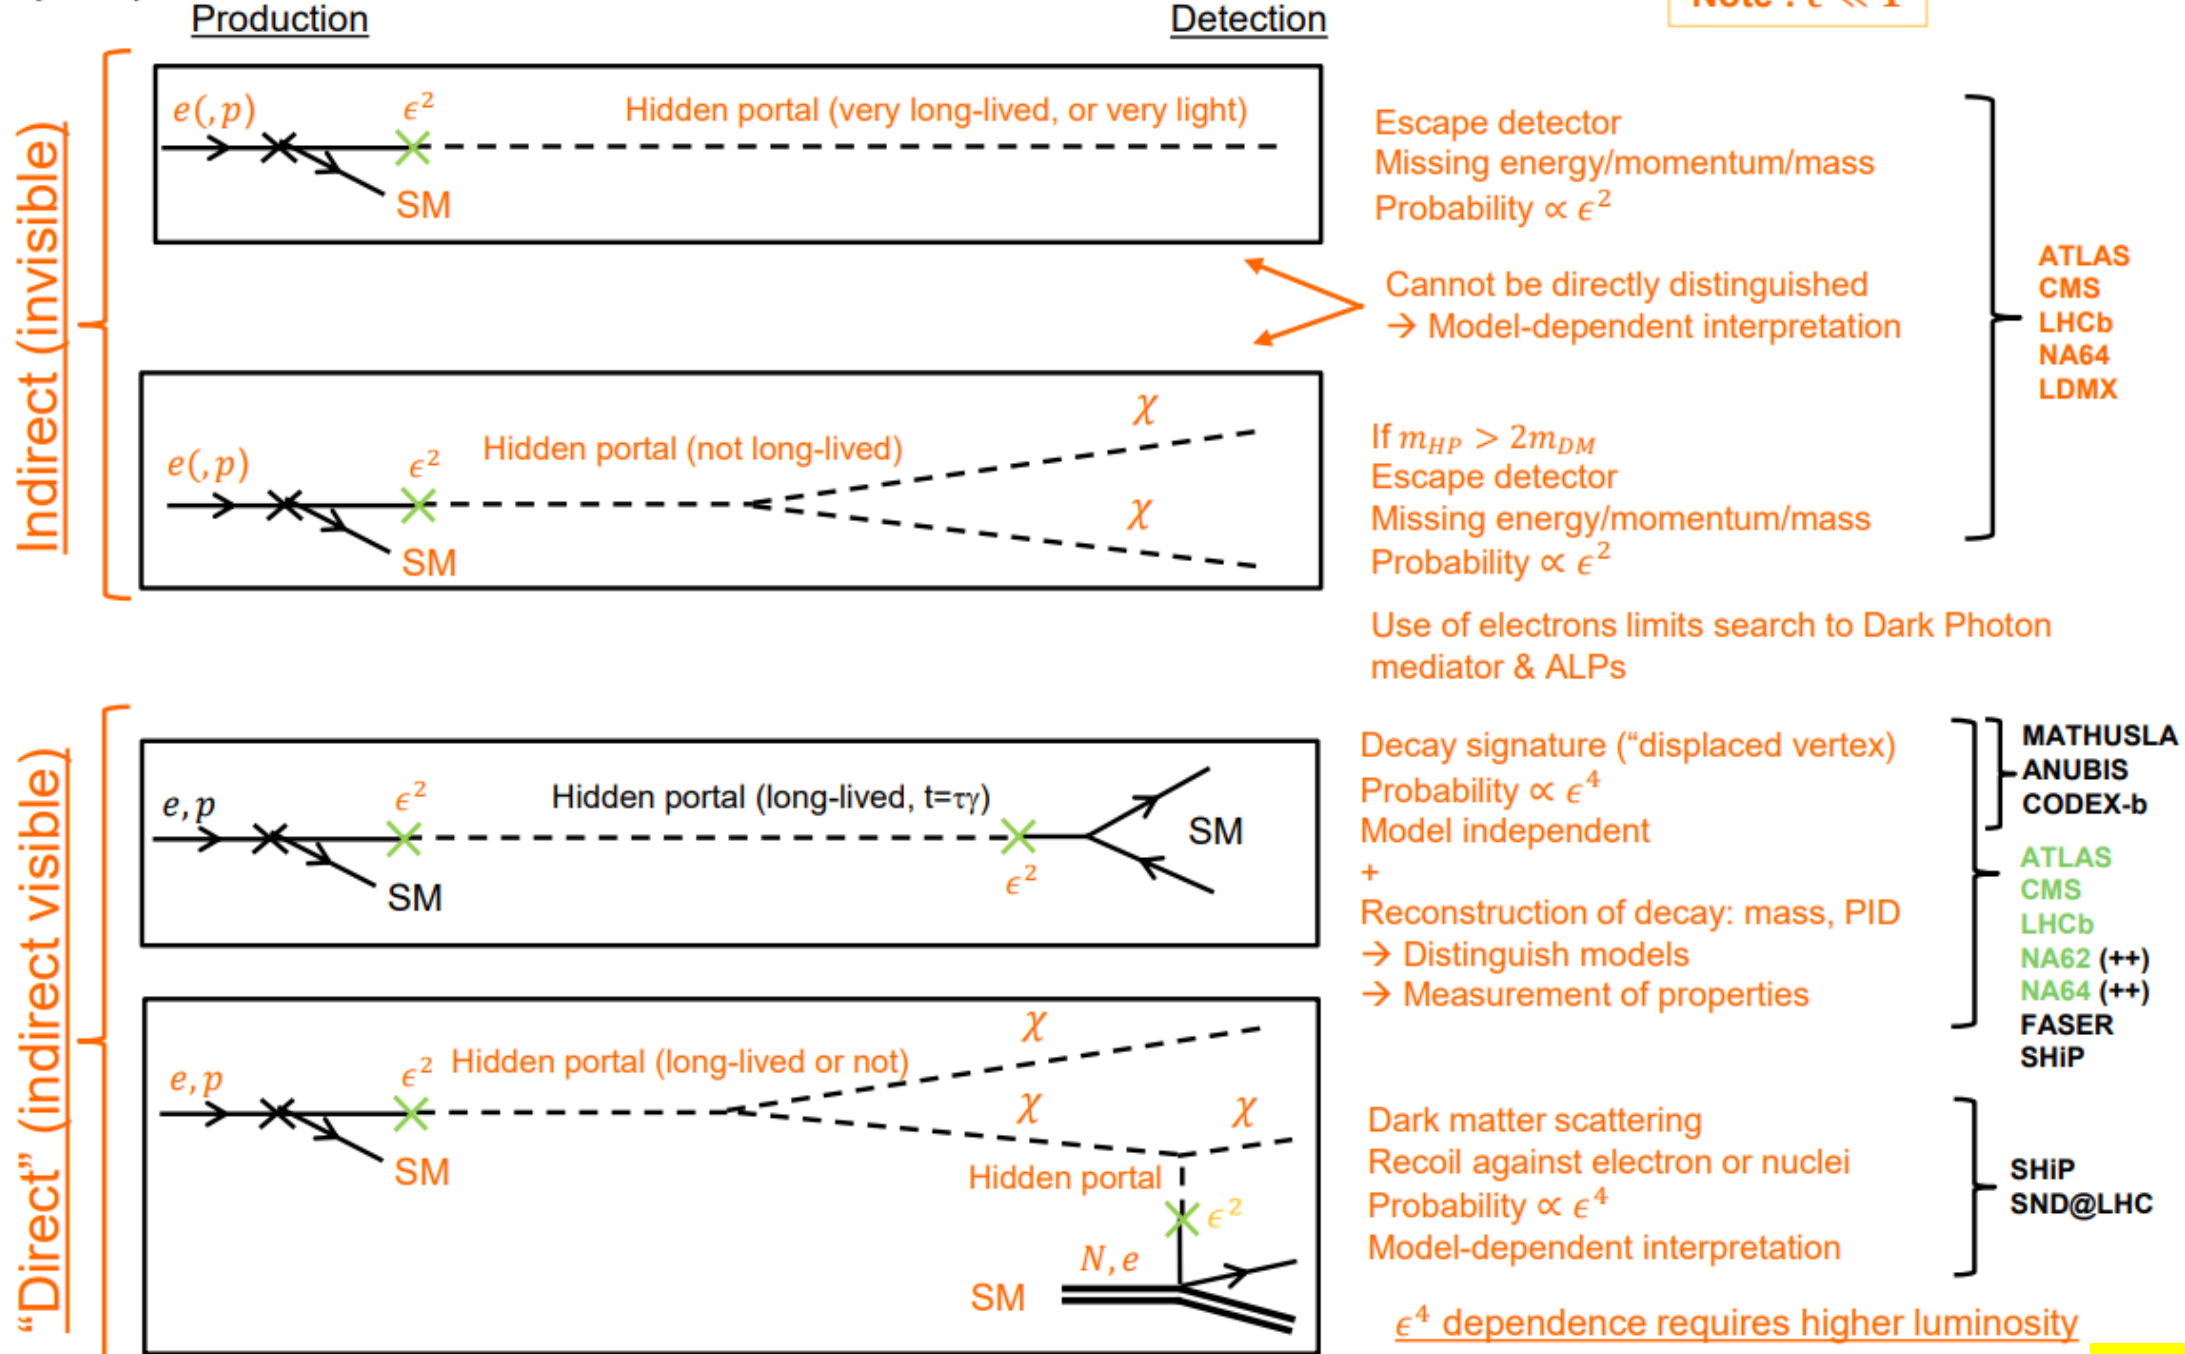 Production
Detection
Note : ϵ ≪ 1
Indirect (invisible)
e(,p)
ϵ²
Hidden portal (very long-lived, or very light)
SM
Escape detector
Missing energy/momentum/mass
Probability ∝ ϵ²
Cannot be directly distinguished
→ Model-dependent interpretation
ATLAS
CMS
LHCb
NA64
LDMX
e(,p)
ϵ²
Hidden portal (not long-lived)
χ
χ
SM
If m_HP > 2m_DM
Escape detector
Missing energy/momentum/mass
Probability ∝ ϵ²
Use of electrons limits search to Dark Photon
mediator & ALPs
“Direct” (indirect visible)
e,p
ϵ²
Hidden portal (long-lived, t=τγ)
SM
ϵ²
SM
Decay signature (“displaced vertex)
Probability ∝ ϵ⁴
Model independent
+
Reconstruction of decay: mass, PID
→ Distinguish models
→ Measurement of properties
MATHUSLA
ANUBIS
CODEX-b
ATLAS
CMS
LHCb
NA62 (++)
NA64 (++)
FASER
SHiP
e,p
ϵ²
Hidden portal (long-lived or not)
χ
χ
χ
SM
Hidden portal
ϵ²
N,e
SM
Dark matter scattering
Recoil against electron or nuclei
Probability ∝ ϵ⁴
Model-dependent interpretation
SHiP
SND@LHC
ϵ⁴ dependence requires higher luminosity